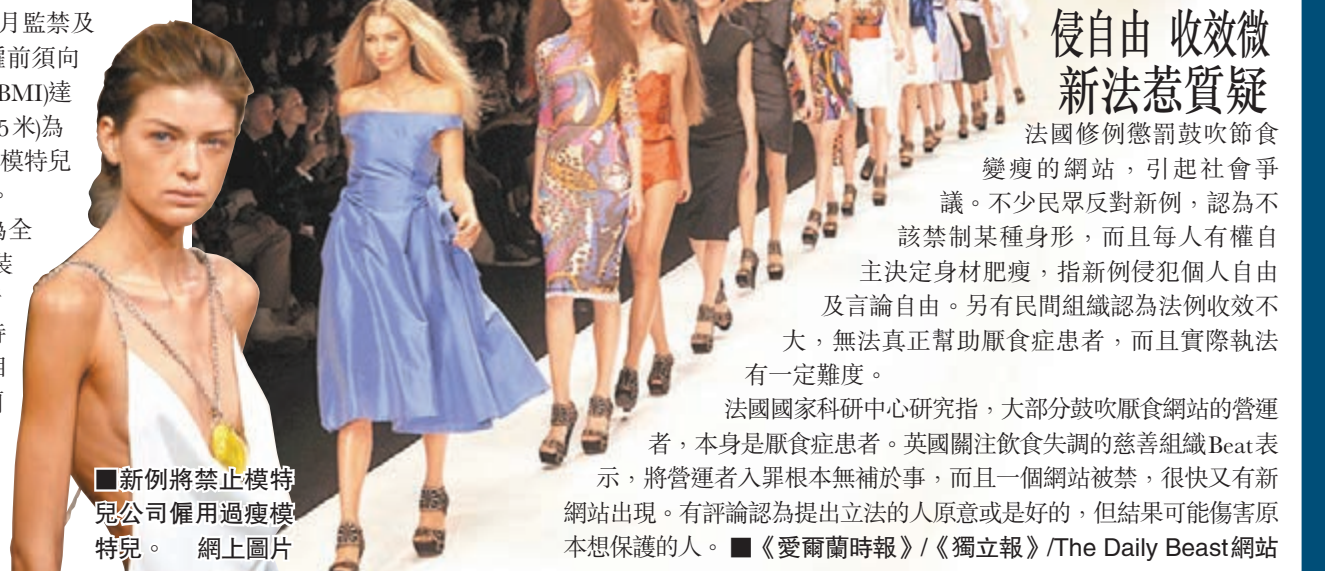 月監禁及
前須向
BMI)達
5米)為
模特兒
。
全
裝
侵自由 收效微
新法惹質疑
法國修例懲罰鼓吹節食
變瘦的網站，引起社會爭
議。不少民眾反對新例，認為不
該禁制某種身形，而且每人有權自
主決定身材肥瘦，指新例侵犯個人自由
及言論自由。另有民間組織認為法例收效不
大，無法真正幫助厭食症患者，而且實際執法
有一定難度。
法國國家科研中心研究指，大部分鼓吹厭食網站的營運
者，本身是厭食症患者。英國關注飲食失調的慈善組織Beat表
示，將營運者入罪根本無補於事，而且一個網站被禁，很快又有新
網站出現。有評論認為提出立法的人原意或是好的，但結果可能傷害原
本想保護的人。 ■《愛爾蘭時報》/《獨立報》/The Daily Beast網站
■新例將禁止模特
兒公司僱用過瘦模
特兒。 網上圖片